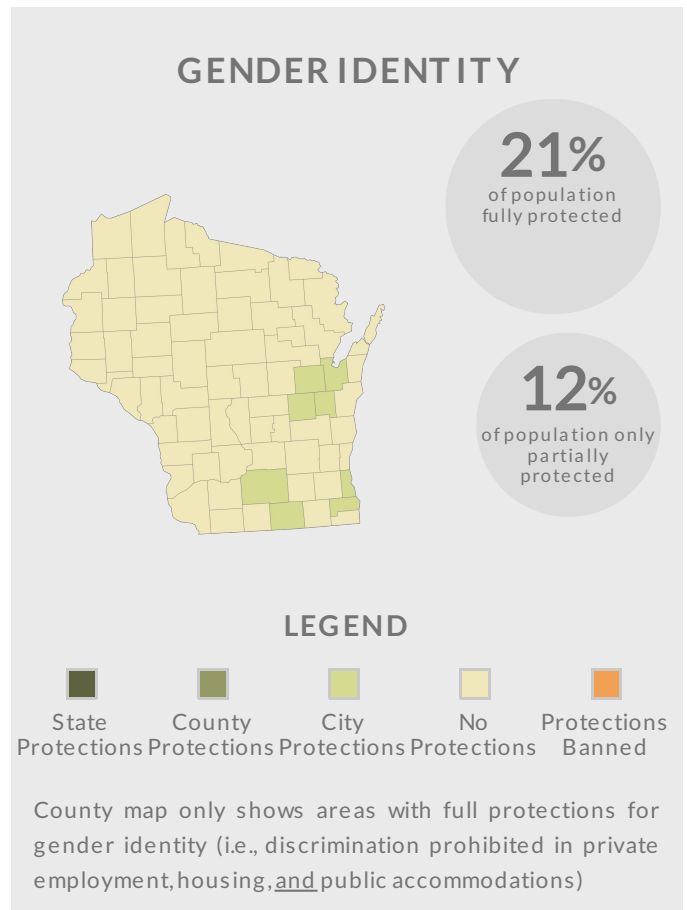 GENDER IDENTITY
21%
of population
fully protected
12%
of population only
partially
protected
LEGEND
State
Protections
County
Protections
City
Protections
No
Protections
Protections
Banned
County map only shows areas with full protections for
gender identity (i.e., discrimination prohibited in private
employment, housing, and public accommodations)